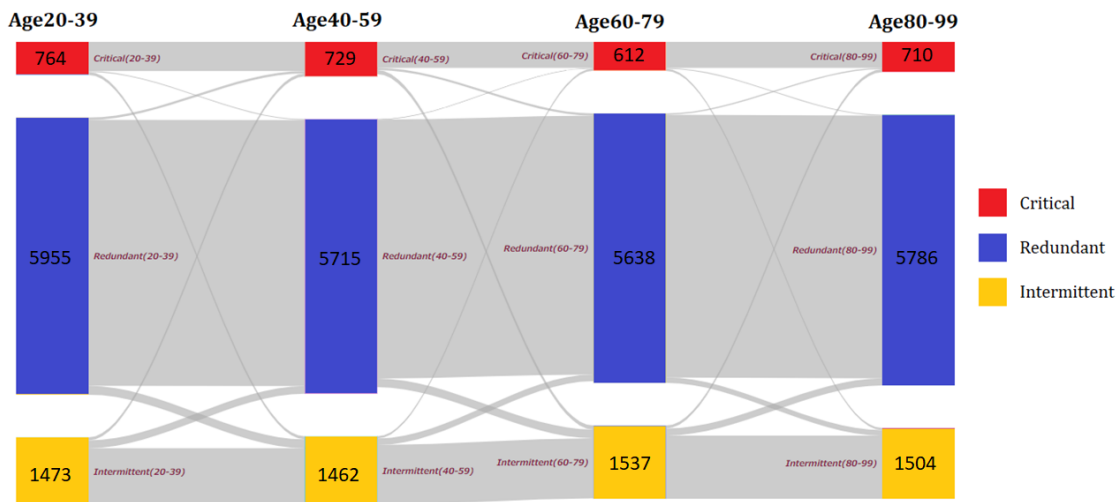 Age20-39
Age40-59
Age60-79
Age80-99
764
Critical(20-39)
729
Critical(40-59)
Critical(60-79)
612
Critical(80-99)
710
5955
Redundant(20-39)
5715
Redundant(40-59)
Redundant(60-79)
5638
Redundant(80-99)
5786
1473
Intermittent(20-39)
1462
Intermittent(40-59)
Intermittent(60-79)
1537
Intermittent(80-99)
1504
Critical
Redundant
Intermittent